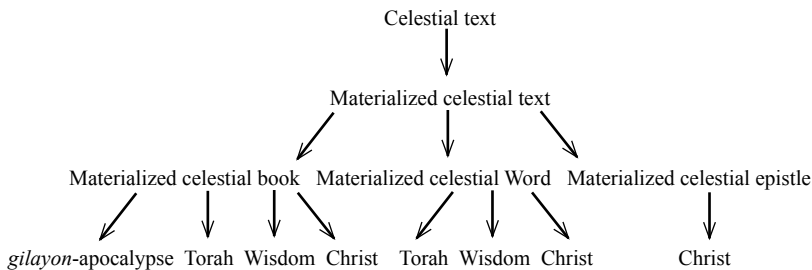 Celestial text
Materialized celestial text
Materialized celestial book Materialized celestial Word Materialized celestial epistle
gilayon-apocalypse Torah Wisdom Christ Torah Wisdom Christ Christ